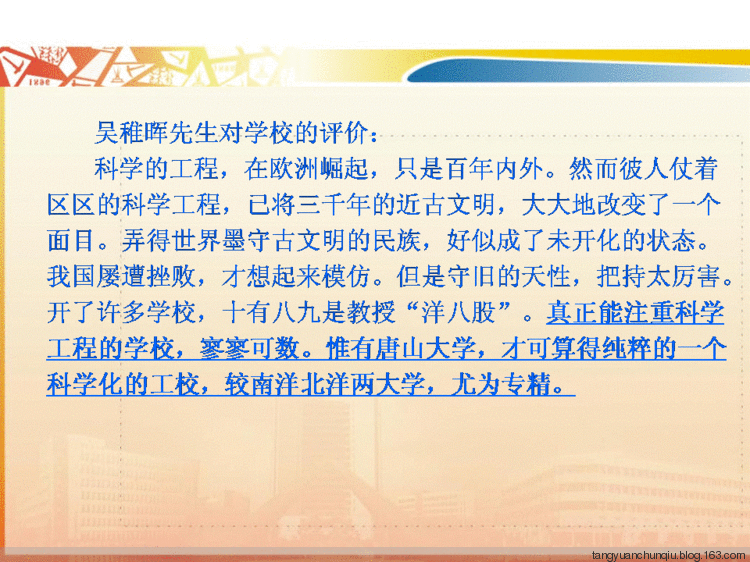 吴稚晖先生对学校的评价：
科学的工程，在欧洲崛起，只是百年内外。然而彼人仗着
区区的科学工程，已将三千年的近古文明，大大地改变了一个
面目。弄得世界墨守古文明的民族，好似成了未开化的状态。
我国屡遭挫败，才想起来模仿。但是守旧的天性，把持太厉害。
开了许多学校，十有八九是教授“洋八股”。真正能注重科学
工程的学校，寥寥可数。惟有唐山大学，才可算得纯粹的一个
科学化的工校，较南洋北洋两大学，尤为专精。
tangyuanchunqiu.blog.163.com